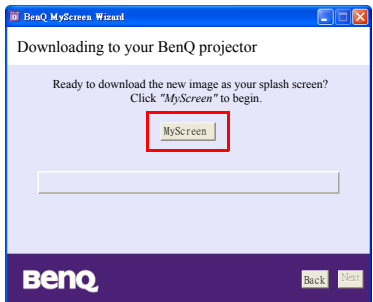 BenQ MyScreen Wizard
Downloading to your BenQ projector
Ready to download the new image as your splash screen?
Click "MyScreen" to begin.
MyScreen
BenQ
Back Next